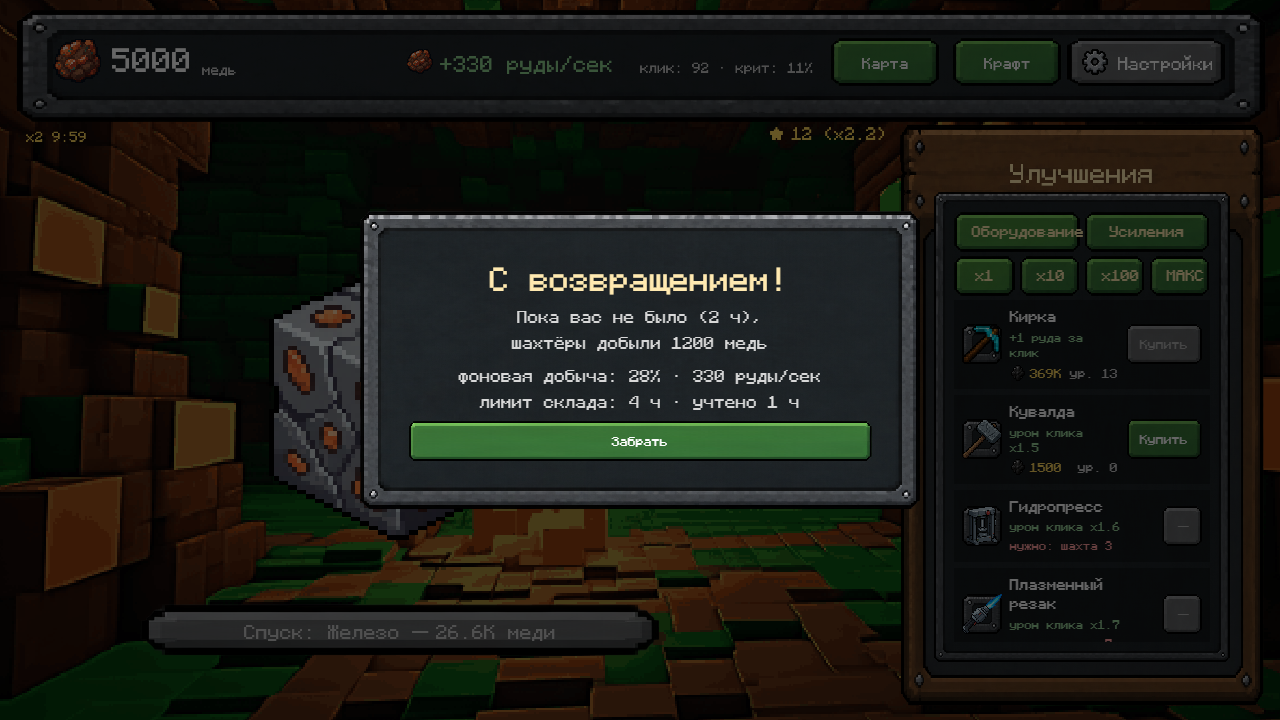 5000 медь
+330 руды/сек
клик: 92 · крит: 11%
Карта
Крафт
Настройки
x2 9:59
12 (x2.2)
Улучшения
Оборудование
Усиления
x1
x10
x100
МАКС
Кирка
+1 руда за
клик
369K ур. 13
Купить
Кувалда
урон клика
x1.5
1500 ур. 0
Купить
Гидропресс
урон клика x1.6
нужно: шахта 3
—
Плазменный
резак
урон клика x1.7
—
С возвращением!
Пока вас не было (2 ч),
шахтёры добыли 1200 медь
фоновая добыча: 28% · 330 руды/сек
лимит склада: 4 ч · учтено 1 ч
Забрать
Спуск: Железо — 26.6K меди